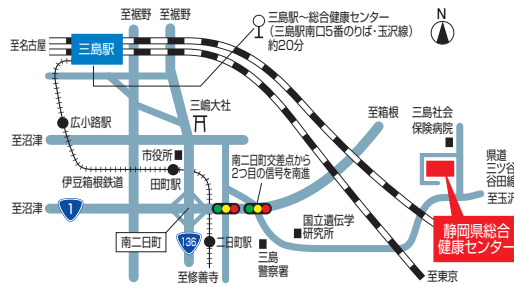 至裾野
至裾野
三島駅~総合健康センター
(三島駅南口5番のりば・玉沢線)
約20分
N
至名古屋
三島駅
広小路駅
三嶋大社
至箱根
三島社会
保険病院
至沼津
市役所
南二日町交差点から
2つ目の信号を南進
県道
三ツ谷
谷田線
伊豆箱根鉄道
田町駅
至玉沢
至沼津
1
国立遺伝学
研究所
静岡県総合
健康センター
南二日町
136
二日町駅
三島
警察署
至修善寺
至東京